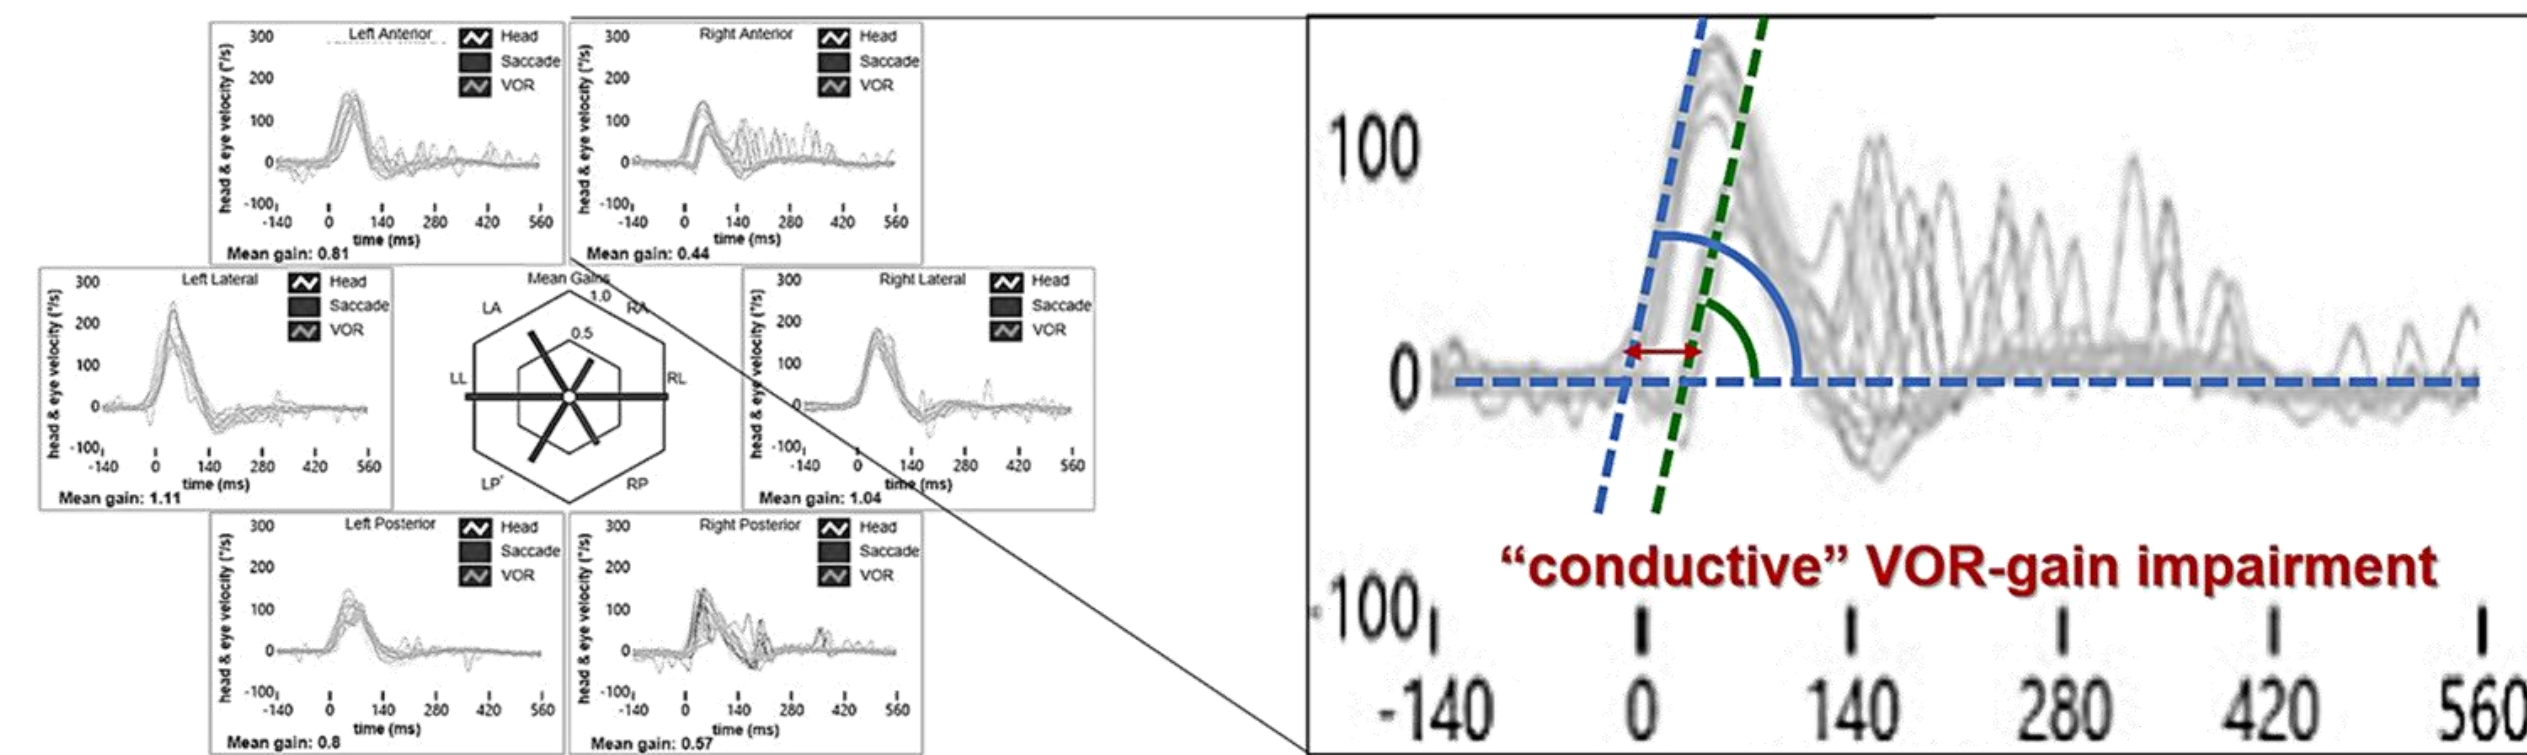 Left Anterior
300
200
100
0
-100
head & eye velocity (°/s)
Head
Saccade
VOR
-140 0 140 280 420 560
time (ms)
Mean gain: 0.81
Right Anterior
300
200
100
0
-100
head & eye velocity (°/s)
Head
Saccade
VOR
-140 0 140 280 420 560
time (ms)
Mean gain: 0.44
Left Lateral
300
200
100
0
-100
head & eye velocity (°/s)
Head
Saccade
VOR
-140 0 140 280 420 560
time (ms)
Mean gain: 1.11
Mean Gains
1.0
0.5
LA
RA
LL
RL
LP
RP
Right Lateral
300
200
100
0
-100
head & eye velocity (°/s)
Head
Saccade
VOR
-140 0 140 280 420 560
time (ms)
Mean gain: 1.04
Left Posterior
300
200
100
0
-100
head & eye velocity (°/s)
Head
Saccade
VOR
-140 0 140 280 420 560
time (ms)
Mean gain: 0.8
Right Posterior
300
200
100
0
-100
head & eye velocity (°/s)
Head
Saccade
VOR
-140 0 140 280 420 560
time (ms)
Mean gain: 0.57
100
0
“conductive” VOR-gain impairment
-100
-140 0 140 280 420 560